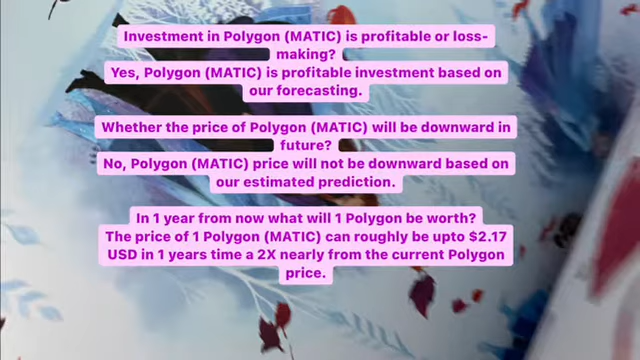 Investment in Polygon (MATIC) is profitable or loss-
making?
Yes, Polygon (MATIC) is profitable investment based on
our forecasting.
Whether the price of Polygon (MATIC) will be downward in
future?
No, Polygon (MATIC) price will not be downward based on
our estimated prediction.
In 1 year from now what will 1 Polygon be worth?
The price of 1 Polygon (MATIC) can roughly be upto $2.17
USD in 1 years time a 2X nearly from the current Polygon
price.